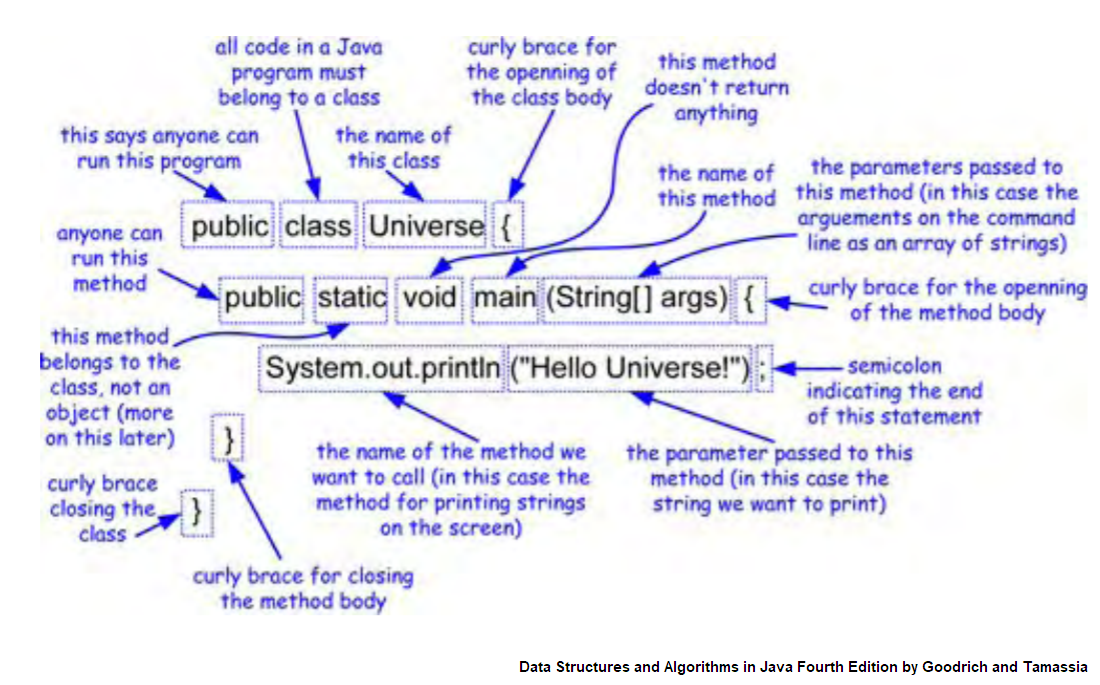 all code in a Java
program must
belong to a class
curly brace for
the openning of
the class body
this method
doesn't return
anything
this says anyone can
run this program
the name of
this class
the name of
this method
the parameters passed to
this method (in this case the
arguements on the command
line as an array of strings)
public class Universe {
anyone can
run this
method
public static void main (String[] args) {
curly brace for the openning
of the method body
this method
belongs to the
class, not an
object (more
on this later)
System.out.println ("Hello Universe!") ;
semicolon
indicating the end
of this statement
}
the name of the method we
want to call (in this case the
method for printing strings
on the screen)
the parameter passed to this
method (in this case the
string we want to print)
curly brace
closing the
class
}
curly brace for closing
the method body
Data Structures and Algorithms in Java Fourth Edition by Goodrich and Tamassia